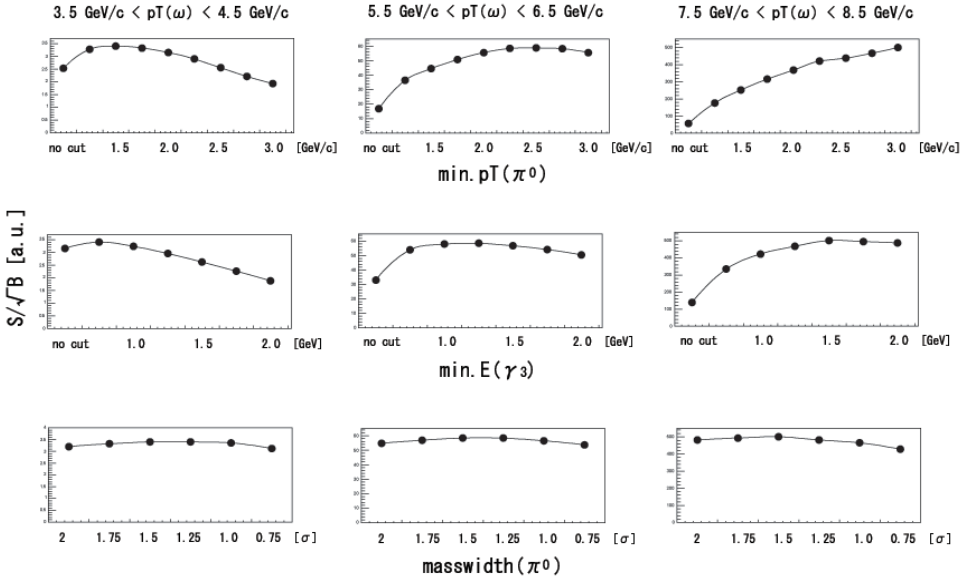 3.5 GeV/c < pT(ω) < 4.5 GeV/c
5.5 GeV/c < pT(ω) < 6.5 GeV/c
7.5 GeV/c < pT(ω) < 8.5 GeV/c
no cut 1.5 2.0 2.5 3.0 [GeV/c]
no cut 1.5 2.0 2.5 3.0 [GeV/c]
no cut 1.5 2.0 2.5 3.0 [GeV/c]
min.pT(π⁰)
S/√B [a.u.]
no cut 1.0 1.5 2.0 [GeV]
no cut 1.0 1.5 2.0 [GeV]
no cut 1.0 1.5 2.0 [GeV]
min.E(γ₃)
2 1.75 1.5 1.25 1.0 0.75 [σ]
2 1.75 1.5 1.25 1.0 0.75 [σ]
2 1.75 1.5 1.25 1.0 0.75 [σ]
masswidth(π⁰)